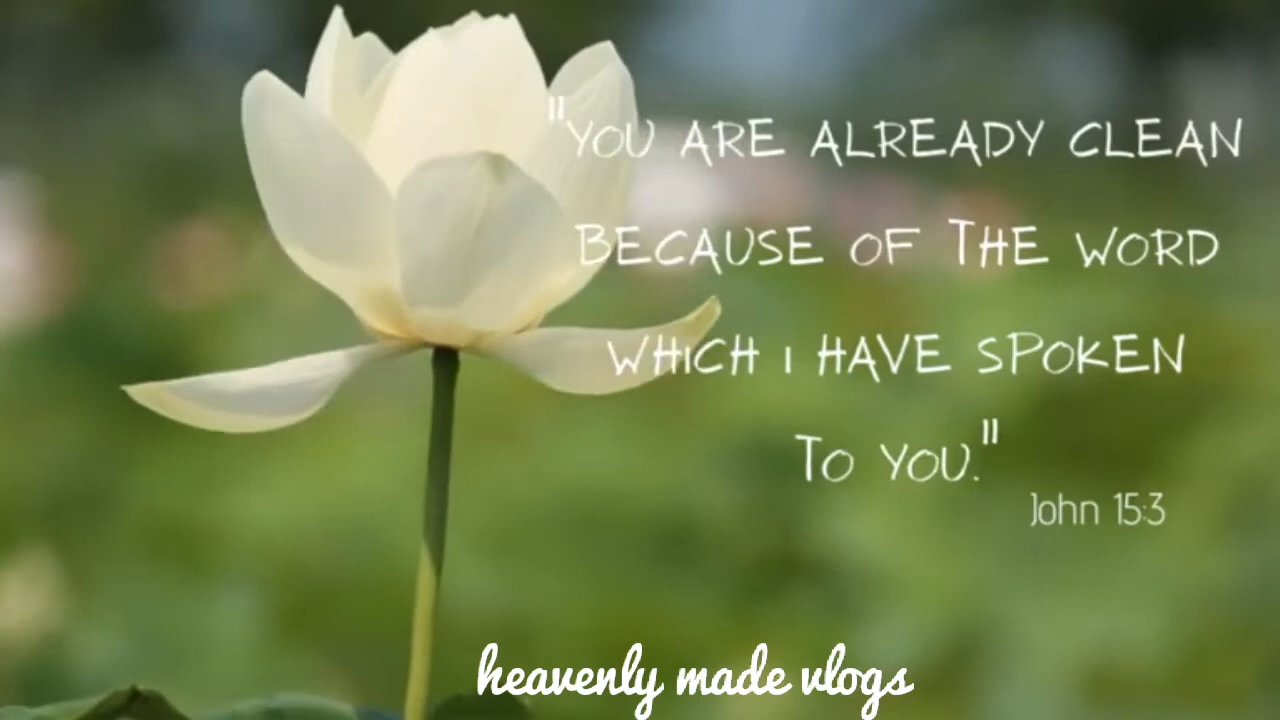 "YOU ARE ALREADY CLEAN
BECAUSE OF THE WORD
WHICH I HAVE SPOKEN
TO YOU."
John 15:3
heavenly made vlogs